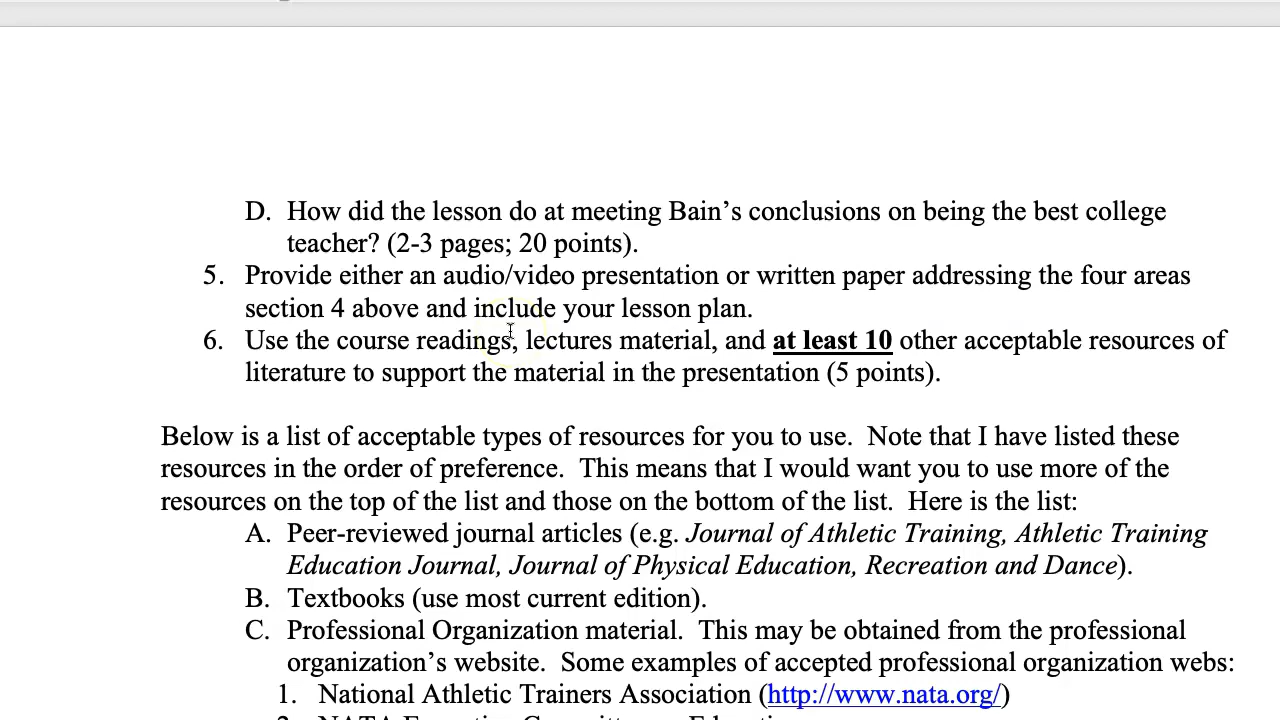 D. How did the lesson do at meeting Bain's conclusions on being the best college
teacher? (2-3 pages; 20 points).
5. Provide either an audio/video presentation or written paper addressing the four areas
section 4 above and include your lesson plan.
6. Use the course readings, lectures material, and at least 10 other acceptable resources of
literature to support the material in the presentation (5 points).
Below is a list of acceptable types of resources for you to use.  Note that I have listed these
resources in the order of preference.  This means that I would want you to use more of the
resources on the top of the list and those on the bottom of the list.  Here is the list:
A. Peer-reviewed journal articles (e.g. Journal of Athletic Training, Athletic Training
Education Journal, Journal of Physical Education, Recreation and Dance).
B. Textbooks (use most current edition).
C. Professional Organization material.  This may be obtained from the professional
organization's website.  Some examples of accepted professional organization webs:
1. National Athletic Trainers Association (http://www.nata.org/)